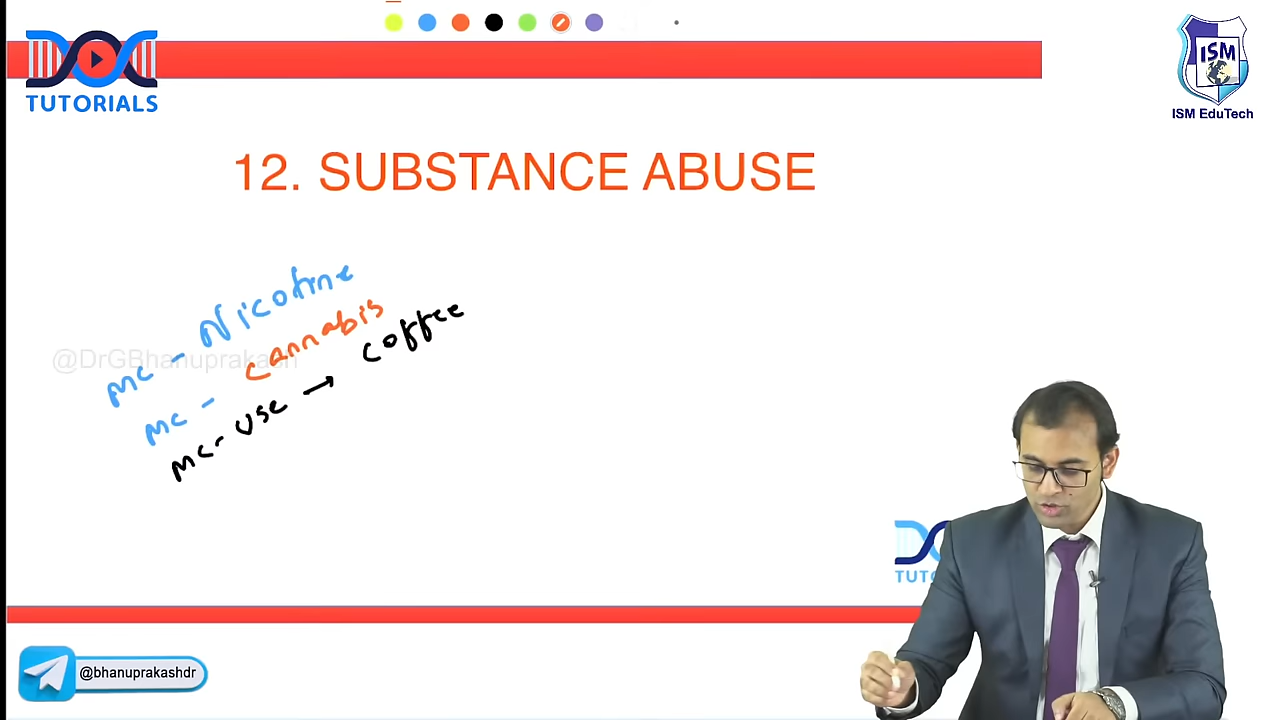 TUTORIALS
ISM
ISM EduTech
12. SUBSTANCE ABUSE
mc - Nicotine
mc - cannabis
mc - use → coffee
@DrGBhanuprakash
TUT
@bhanuprakashdr